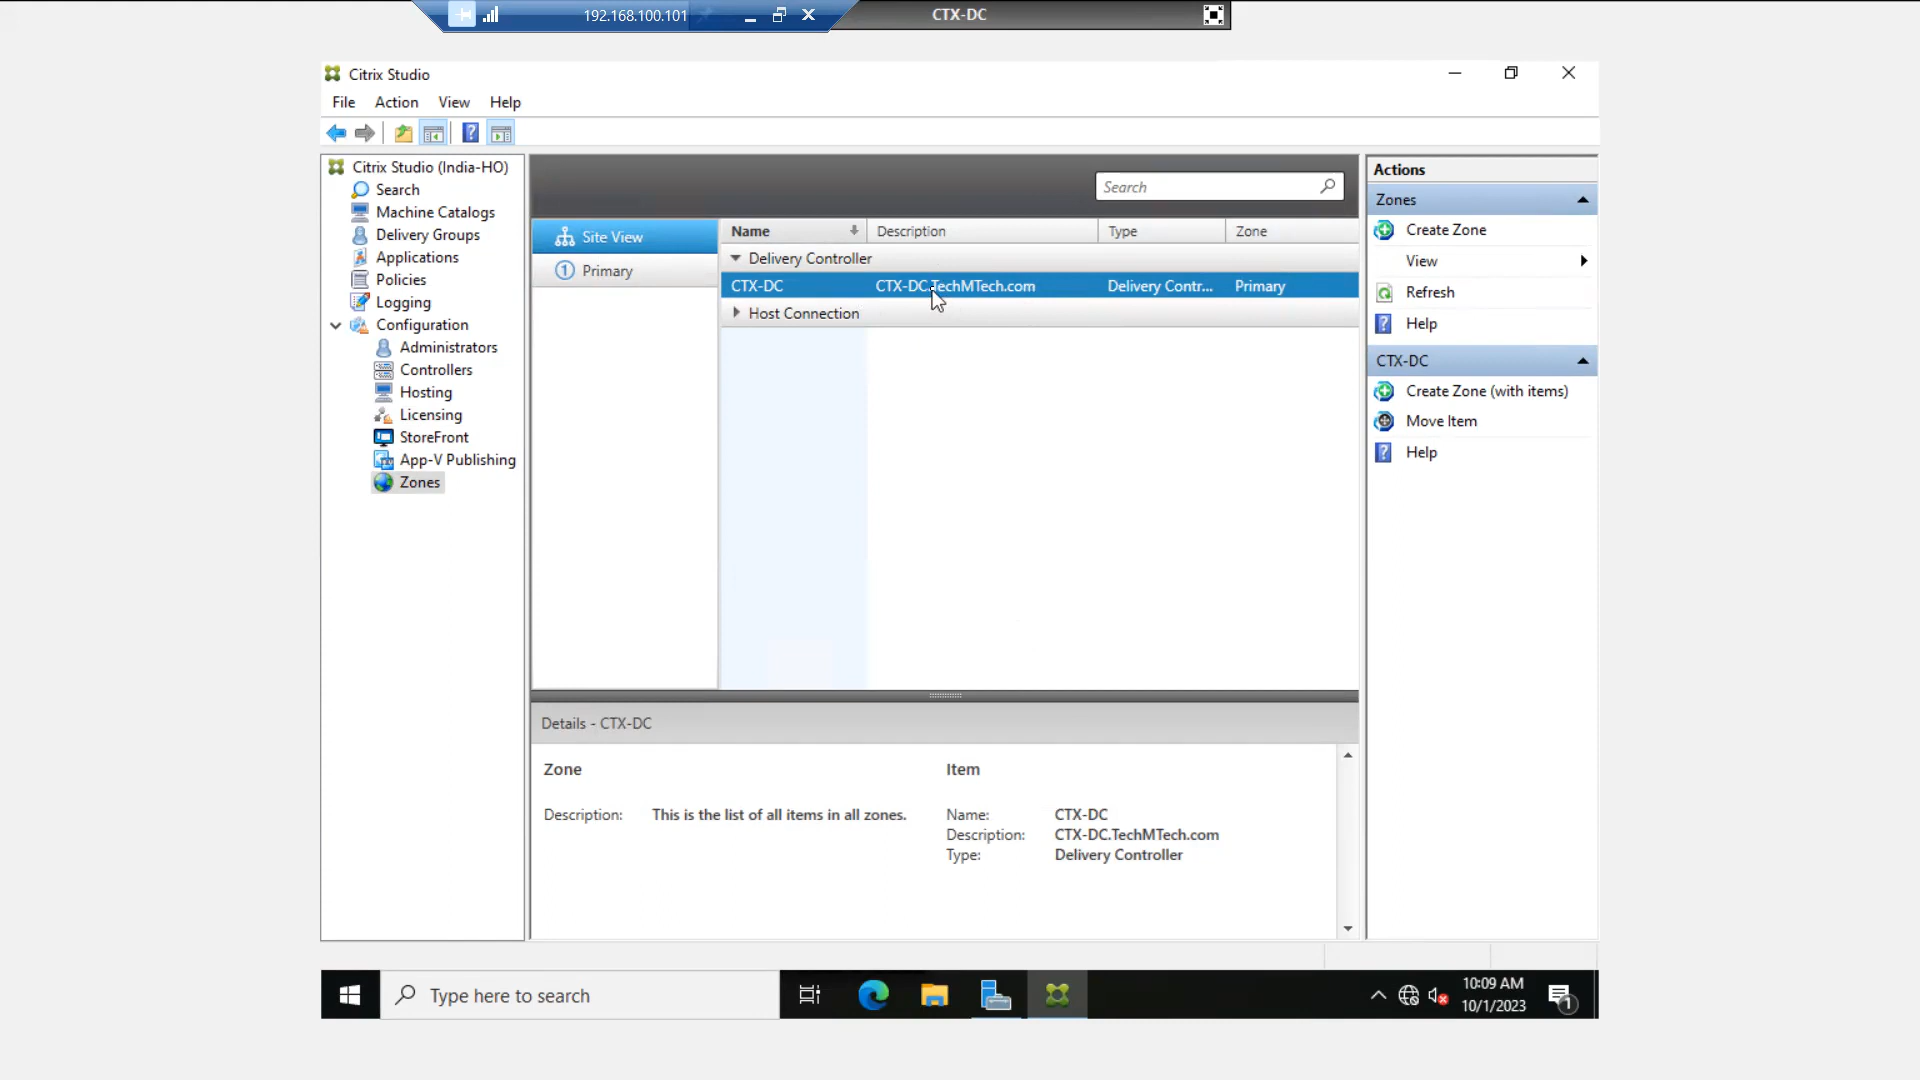 192.168.100.101
CTX-DC
Citrix Studio
File Action View Help
Citrix Studio (India-HO)
Search
Machine Catalogs
Delivery Groups
Applications
Policies
Logging
Configuration
Administrators
Controllers
Hosting
Licensing
StoreFront
App-V Publishing
Zones
Search
Site View
1 Primary
Name Description Type Zone
Delivery Controller
CTX-DC CTX-DC.TechMTech.com Delivery Contr... Primary
Host Connection
Details - CTX-DC
Zone
Description: This is the list of all items in all zones.
Item
Name: CTX-DC
Description: CTX-DC.TechMTech.com
Type: Delivery Controller
Actions
Zones
Create Zone
View
Refresh
Help
CTX-DC
Create Zone (with items)
Move Item
Help
Type here to search
10:09 AM
10/1/2023
1